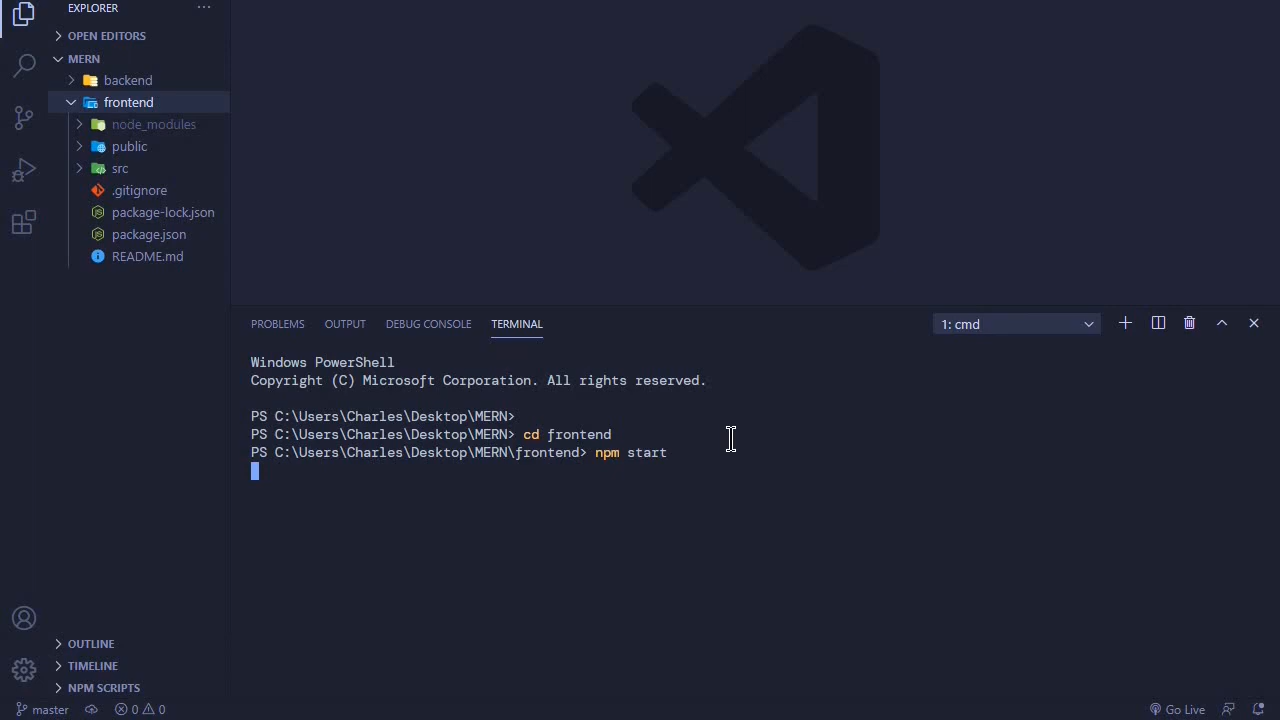 EXPLORER ...
OPEN EDITORS
MERN
backend
frontend
node_modules
public
src
.gitignore
package-lock.json
package.json
README.md
OUTLINE
TIMELINE
NPM SCRIPTS
PROBLEMS OUTPUT DEBUG CONSOLE TERMINAL 1: cmd
Windows PowerShell
Copyright (C) Microsoft Corporation. All rights reserved.
PS C:\Users\Charles\Desktop\MERN>
PS C:\Users\Charles\Desktop\MERN> cd frontend
PS C:\Users\Charles\Desktop\MERN\frontend> npm start
master 0 0 Go Live